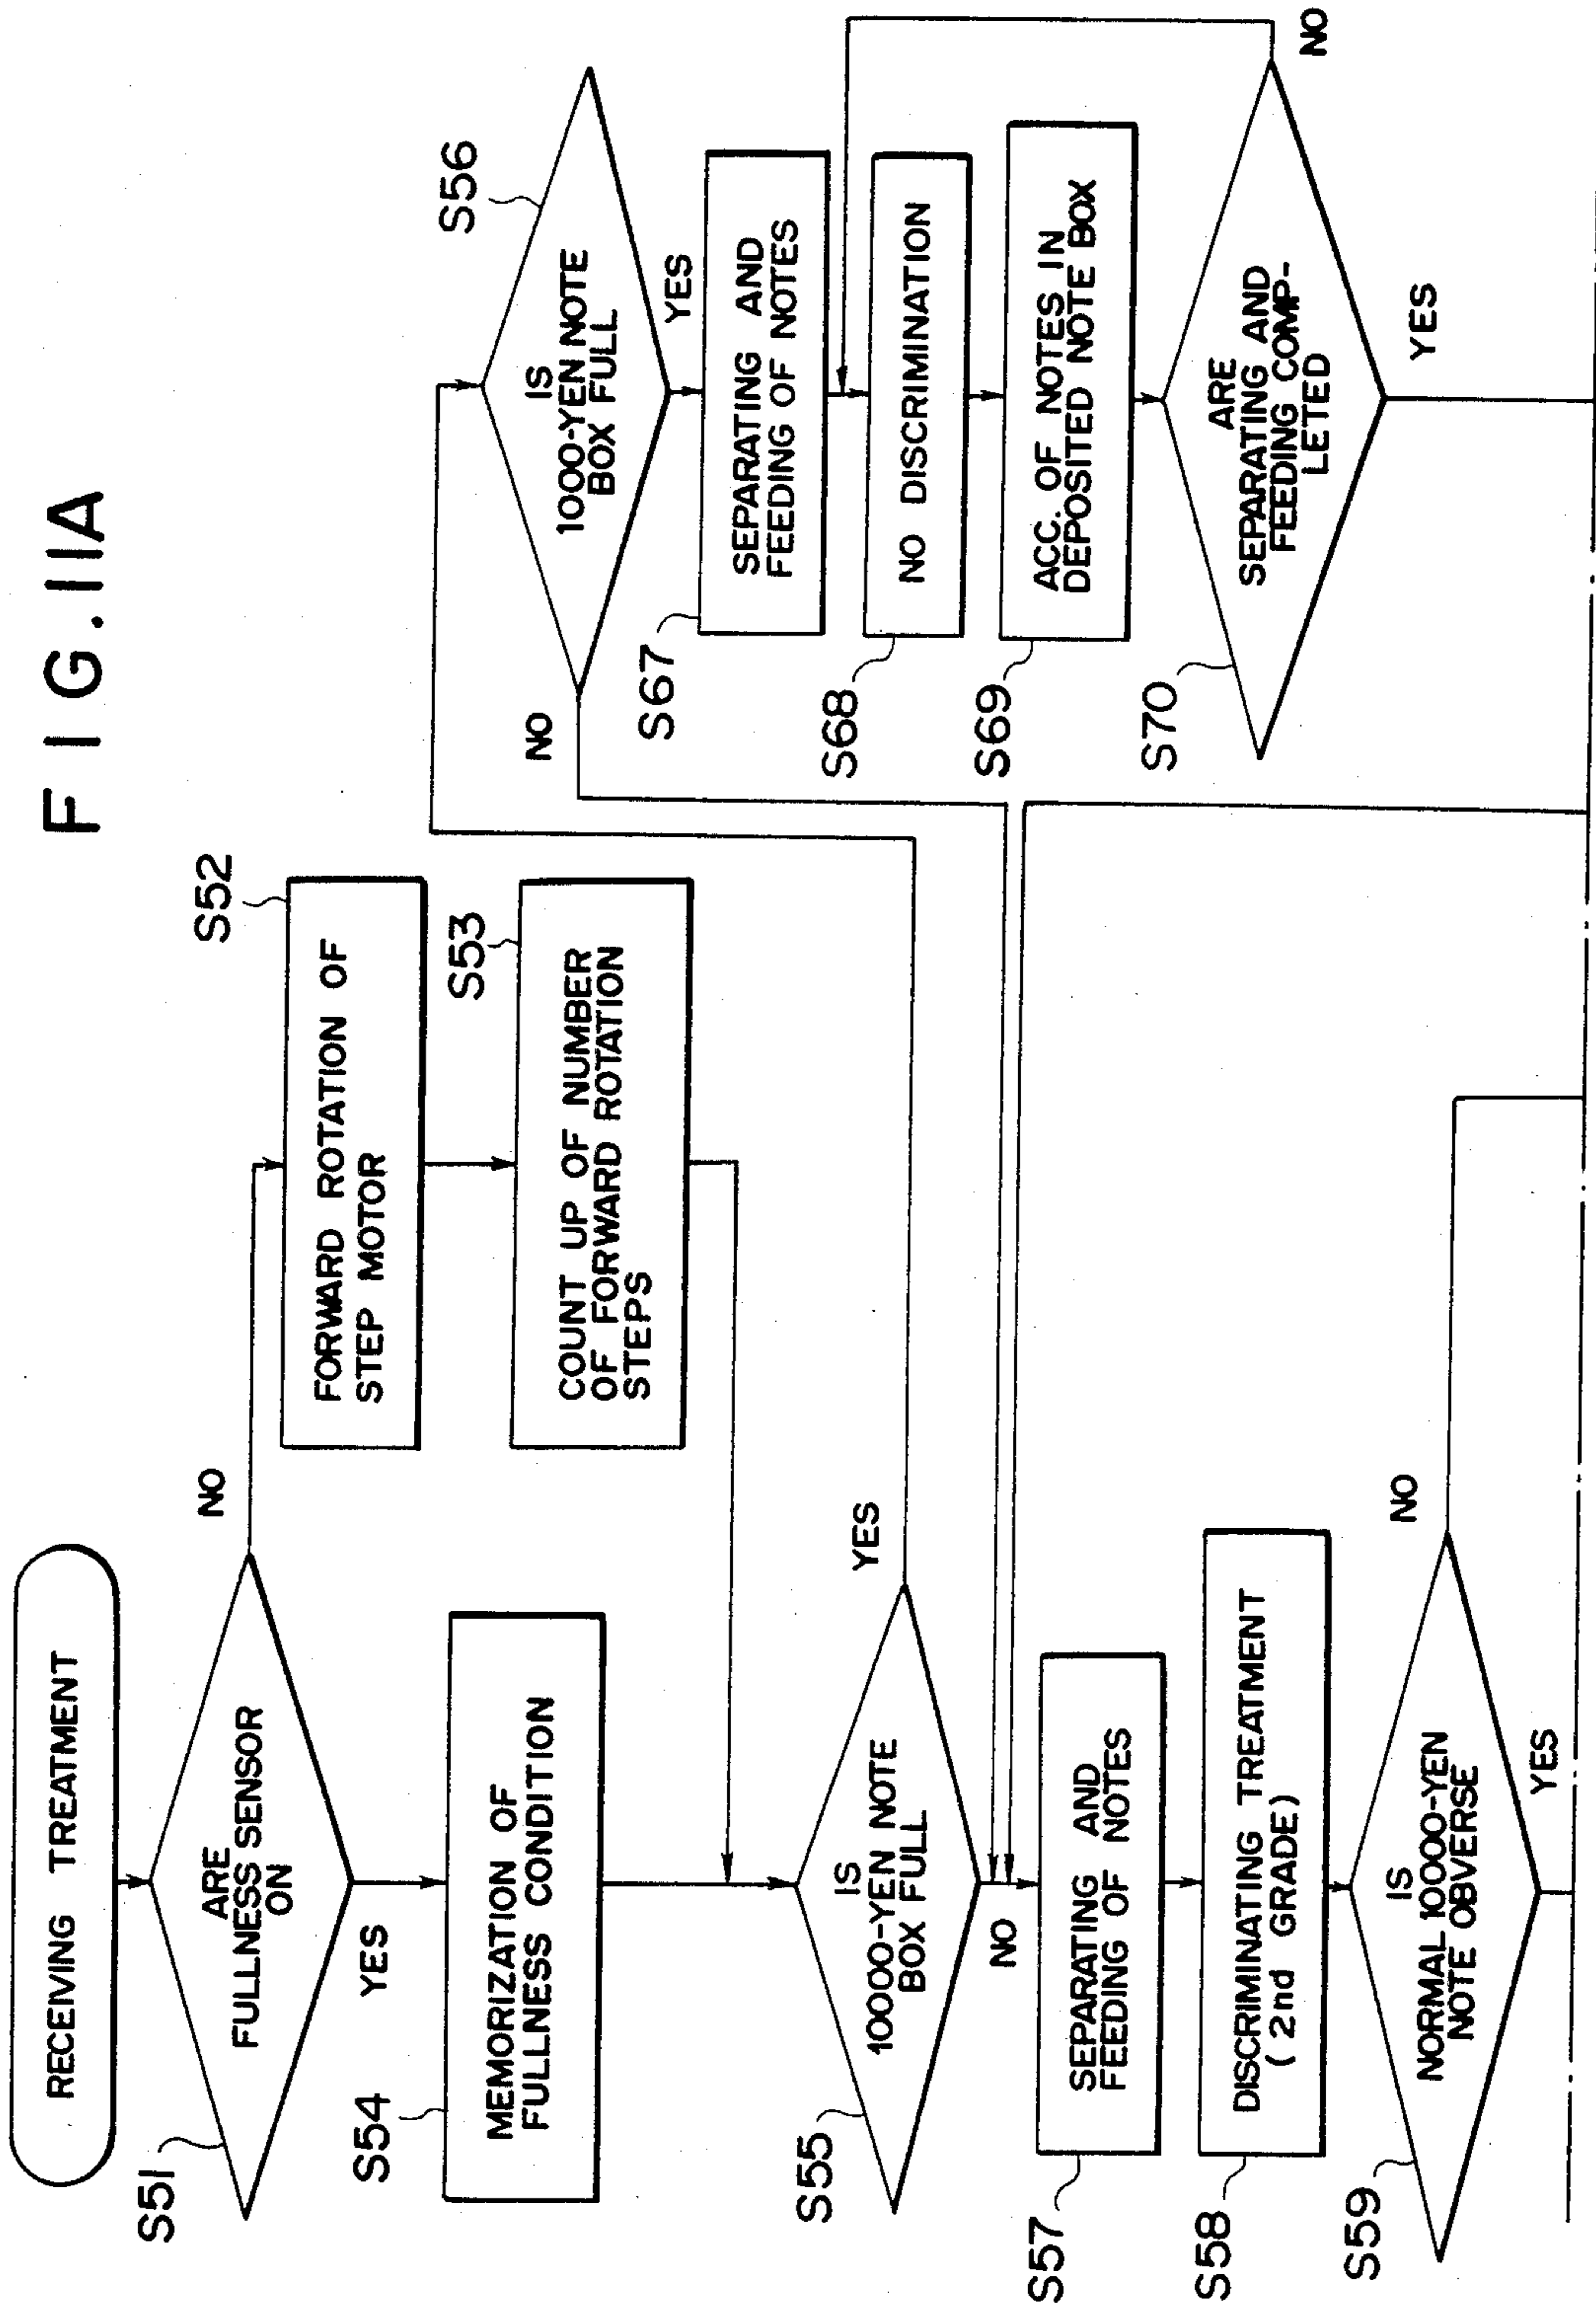 FIG.11A
RECEIVING TREATMENT
S51
ARE
FULLNESS SENSOR
ON
NO
YES
S52
FORWARD ROTATION OF
STEP MOTOR
S53
COUNT UP OF NUMBER
OF FORWARD ROTATION
STEPS
S54
MEMORIZATION OF
FULLNESS CONDITION
S55
IS
10000-YEN NOTE
BOX FULL
YES
NO
S56
IS
1000-YEN NOTE
BOX FULL
NO
YES
S67
SEPARATING AND
FEEDING OF NOTES
S68
NO DISCRIMINATION
S69
ACC. OF NOTES IN
DEPOSITED NOTE BOX
S70
ARE
SEPARATING AND
FEEDING COMP-
LETED
NO
YES
S57
SEPARATING AND
FEEDING OF NOTES
S58
DISCRIMINATING TREATMENT
(2nd GRADE)
S59
IS
NORMAL 10000-YEN
NOTE OBVERSE
NO
YES